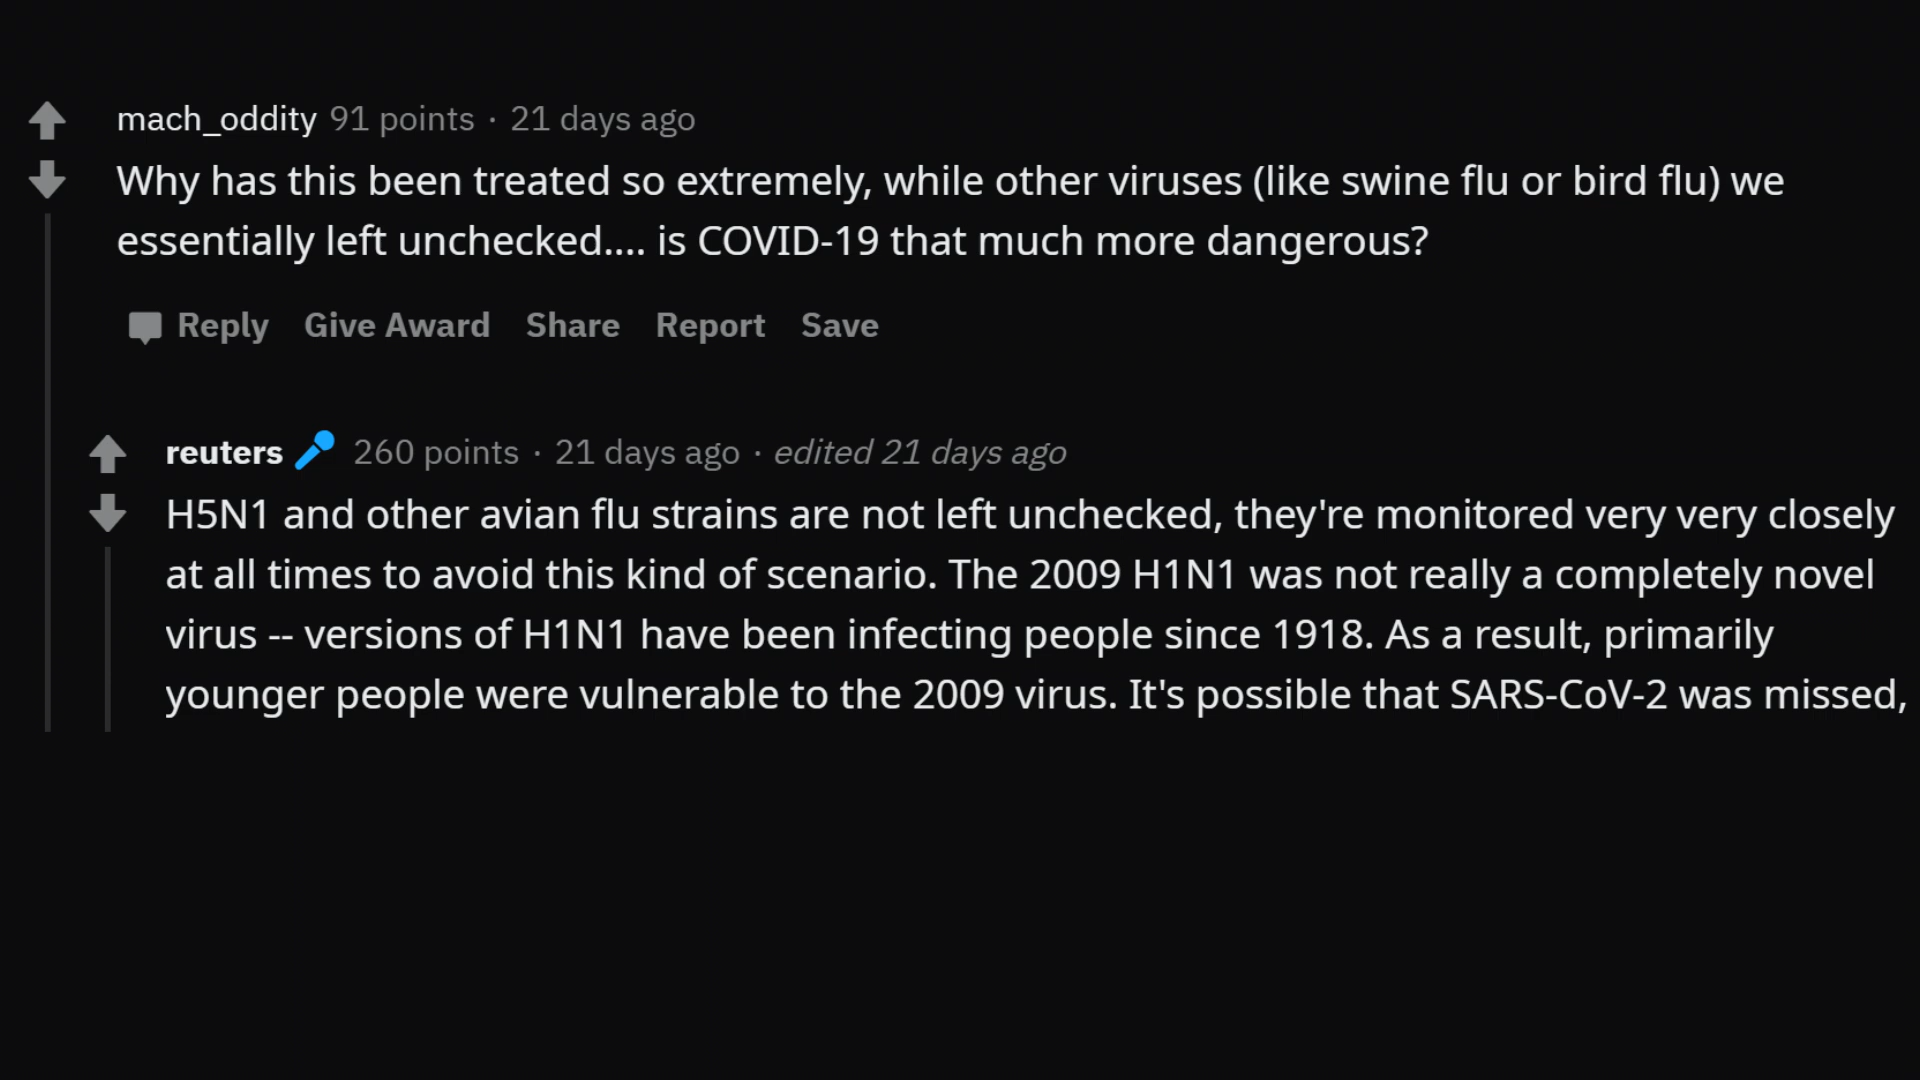 mach_oddity 91 points · 21 days ago
Why has this been treated so extremely, while other viruses (like swine flu or bird flu) we
essentially left unchecked.... is COVID-19 that much more dangerous?
Reply Give Award Share Report Save
reuters 260 points · 21 days ago · edited 21 days ago
H5N1 and other avian flu strains are not left unchecked, they're monitored very very closely
at all times to avoid this kind of scenario. The 2009 H1N1 was not really a completely novel
virus -- versions of H1N1 have been infecting people since 1918. As a result, primarily
younger people were vulnerable to the 2009 virus. It's possible that SARS-CoV-2 was missed,